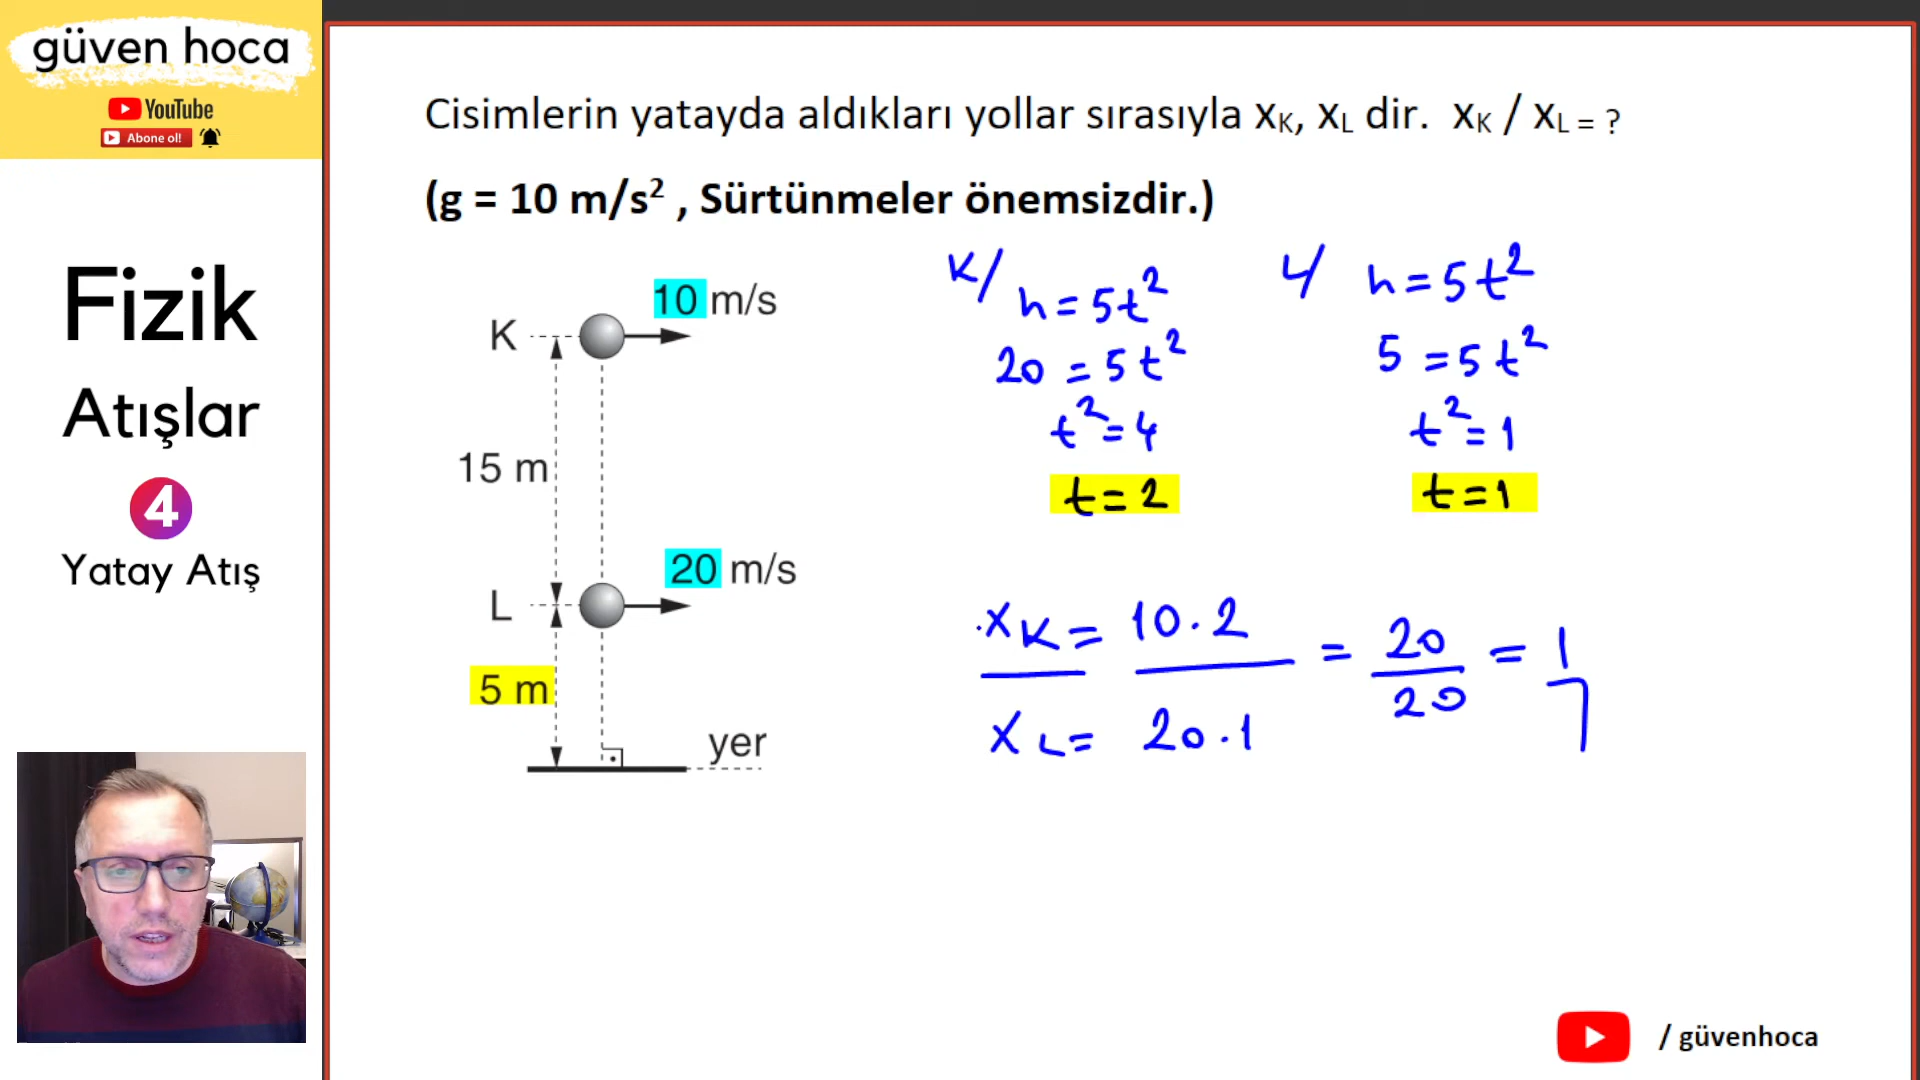 güven hoca
YouTube
Abone ol!
Fizik
Atışlar
4
Yatay Atış
Cisimlerin yatayda aldıkları yollar sırasıyla xK, xL dir. xK / xL = ?
(g = 10 m/s² , Sürtünmeler önemsizdir.)
10 m/s
K
15 m
20 m/s
L
5 m
yer
K/
h = 5t²
20 = 5t²
t² = 4
t = 2
L/
h = 5t²
5 = 5t²
t² = 1
t = 1
xK = 10.2 = 20 = 1
xL = 20.1 20 1
/ güvenhoca